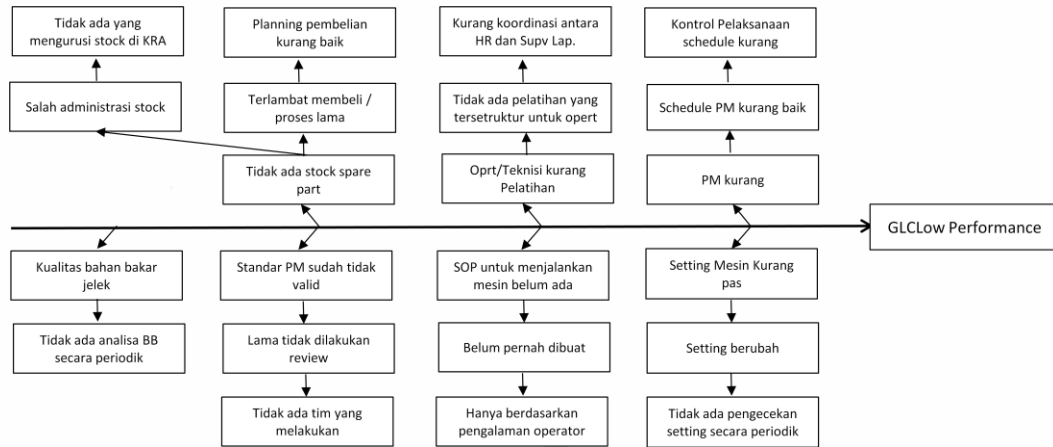 Tidak ada yang
mengurusi stock di KRA
Planning pembelian
kurang baik
Kurang koordinasi antara
HR dan Supv Lap.
Kontrol Pelaksanaan
schedule kurang
Salah administrasi stock
Terlambat membeli /
proses lama
Tidak ada pelatihan yang
tersetruktur untuk opert
Schedule PM kurang baik
Tidak ada stock spare
part
Oprt/Teknisi kurang
Pelatihan
PM kurang
GLCLow Performance
Kualitas bahan bakar
jelek
Standar PM sudah tidak
valid
SOP untuk menjalankan
mesin belum ada
Setting Mesin Kurang
pas
Tidak ada analisa BB
secara periodik
Lama tidak dilakukan
review
Belum pernah dibuat
Setting berubah
Tidak ada tim yang
melakukan
Hanya berdasarkan
pengalaman operator
Tidak ada pengecekan
setting secara periodik